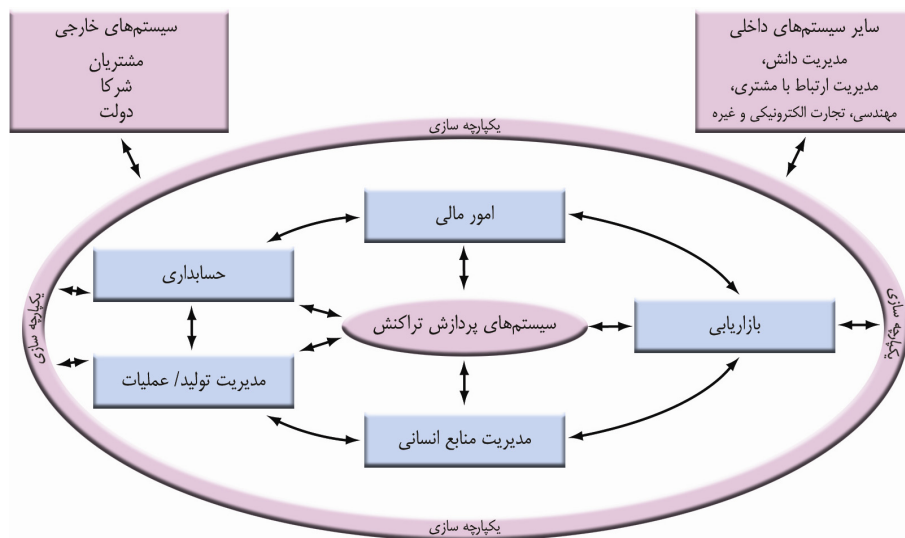 سایر سیستم‌های داخلی
مدیریت دانش،
مدیریت ارتباط با مشتری،
مهندسی، تجارت الکترونیکی و غیره
سیستم‌های خارجی
مشتریان
شرکا
دولت
یکپارچه سازی
امور مالی
حسابداری
یکپارچه سازی
بازاریابی
سیستم‌های پردازش تراکنش
یکپارچه سازی
مدیریت تولید/ عملیات
مدیریت منابع انسانی
یکپارچه سازی